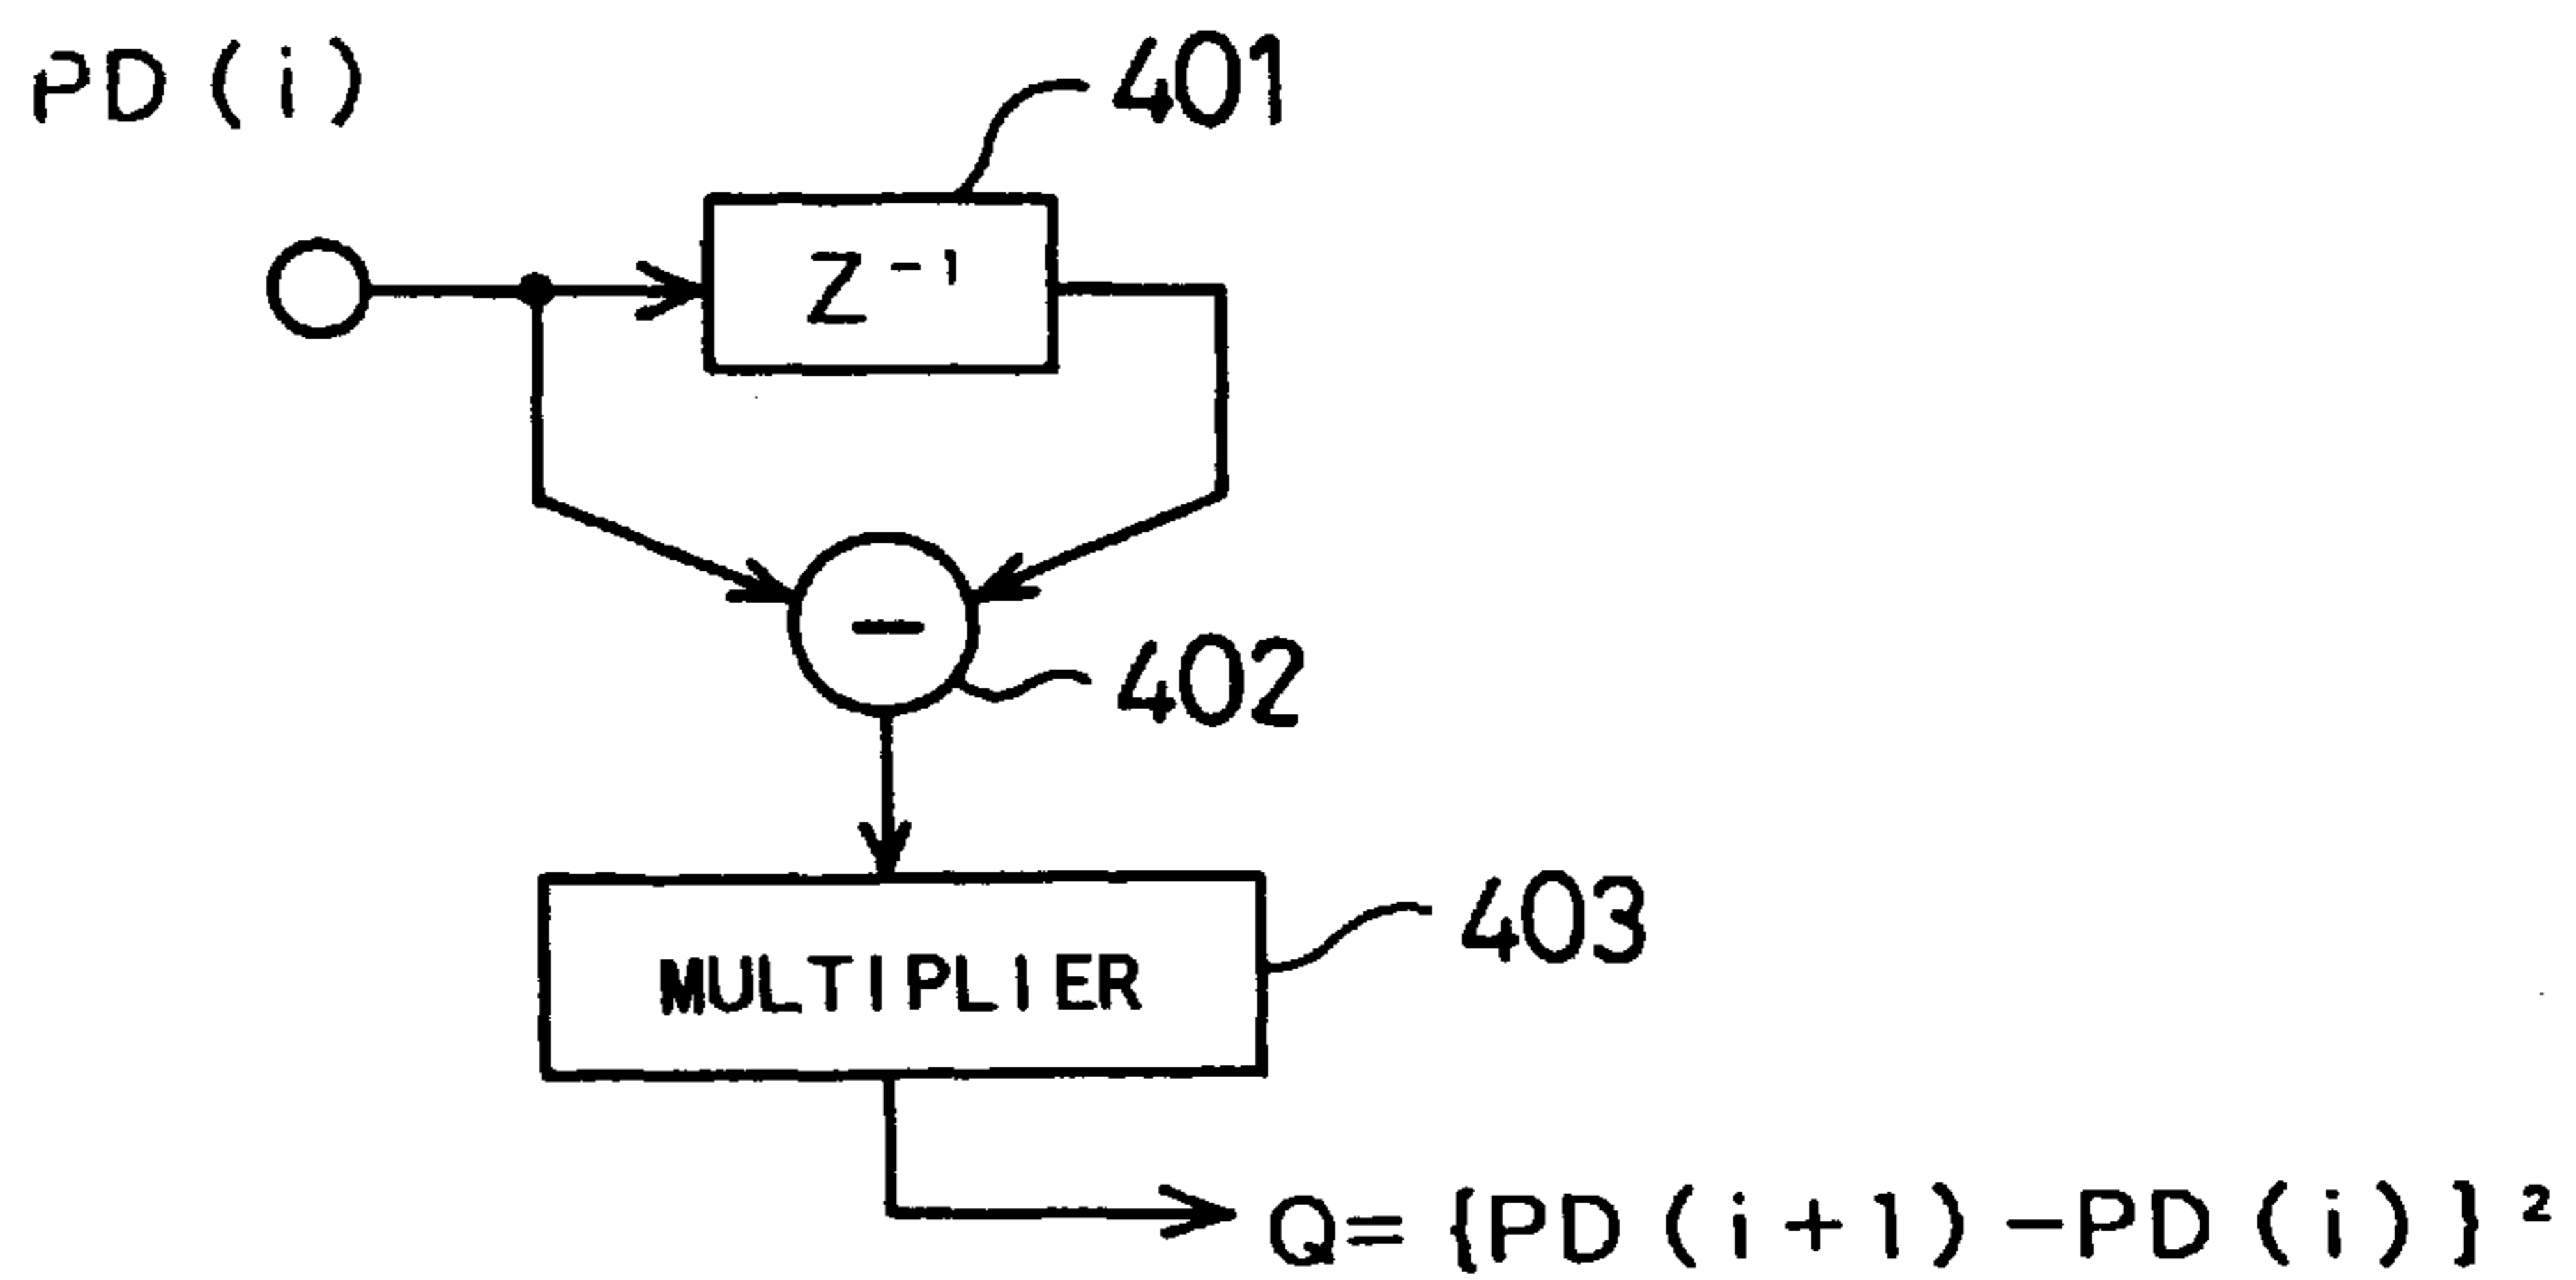 PD(i)
401
Z⁻¹
402
MULTIPLIER
403
Q={PD(i+1)-PD(i)}²